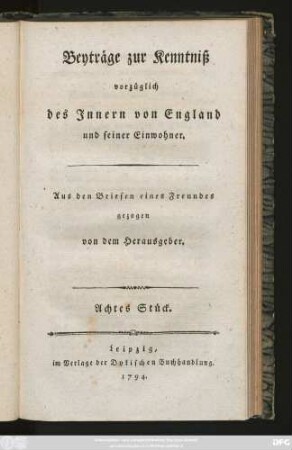 Beyträge zur Kenntniß
vorzüglich
des Innern von England
und seiner Einwohner.
Aus den Briefen eines Freundes
gezogen
von dem Herausgeber.
Achtes Stück.
Leipzig,
im Verlage der Dykischen Buchhandlung.
1794.